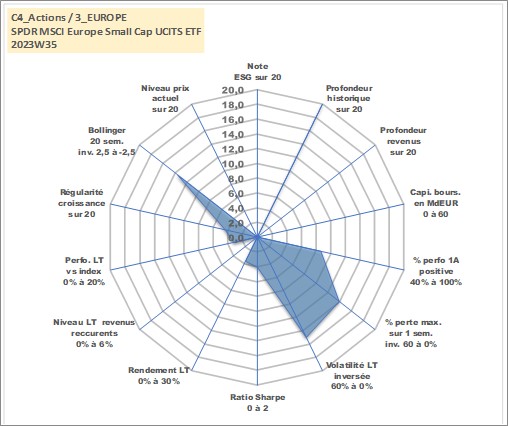 C4_Actions / 3_EUROPE
SPDR MSCI Europe Small Cap UCITS ETF
2023W35
Note
ESG sur 20
Profondeur
historique
sur 20
Profondeur
revenus
sur 20
Capi. bours.
en MdEUR
0 à 60
% perfo 1A
positive
40% à 100%
% perte max.
sur 1 sem.
inv. 60 à 0%
Volatilité LT
inversée
60% à 0%
Ratio Sharpe
0 à 2
Rendement LT
0% à 30%
Niveau LT revenus
reccurents
0% à 6%
Perfo. LT
vs index
0% à 20%
Régularité
croissance
sur 20
Bollinger
20 sem.
inv. 2,5 à -2,5
Niveau prix
actuel
sur 20
20,0
18,0
16,0
14,0
12,0
10,0
8,0
6,0
4,0
2,0
0,0